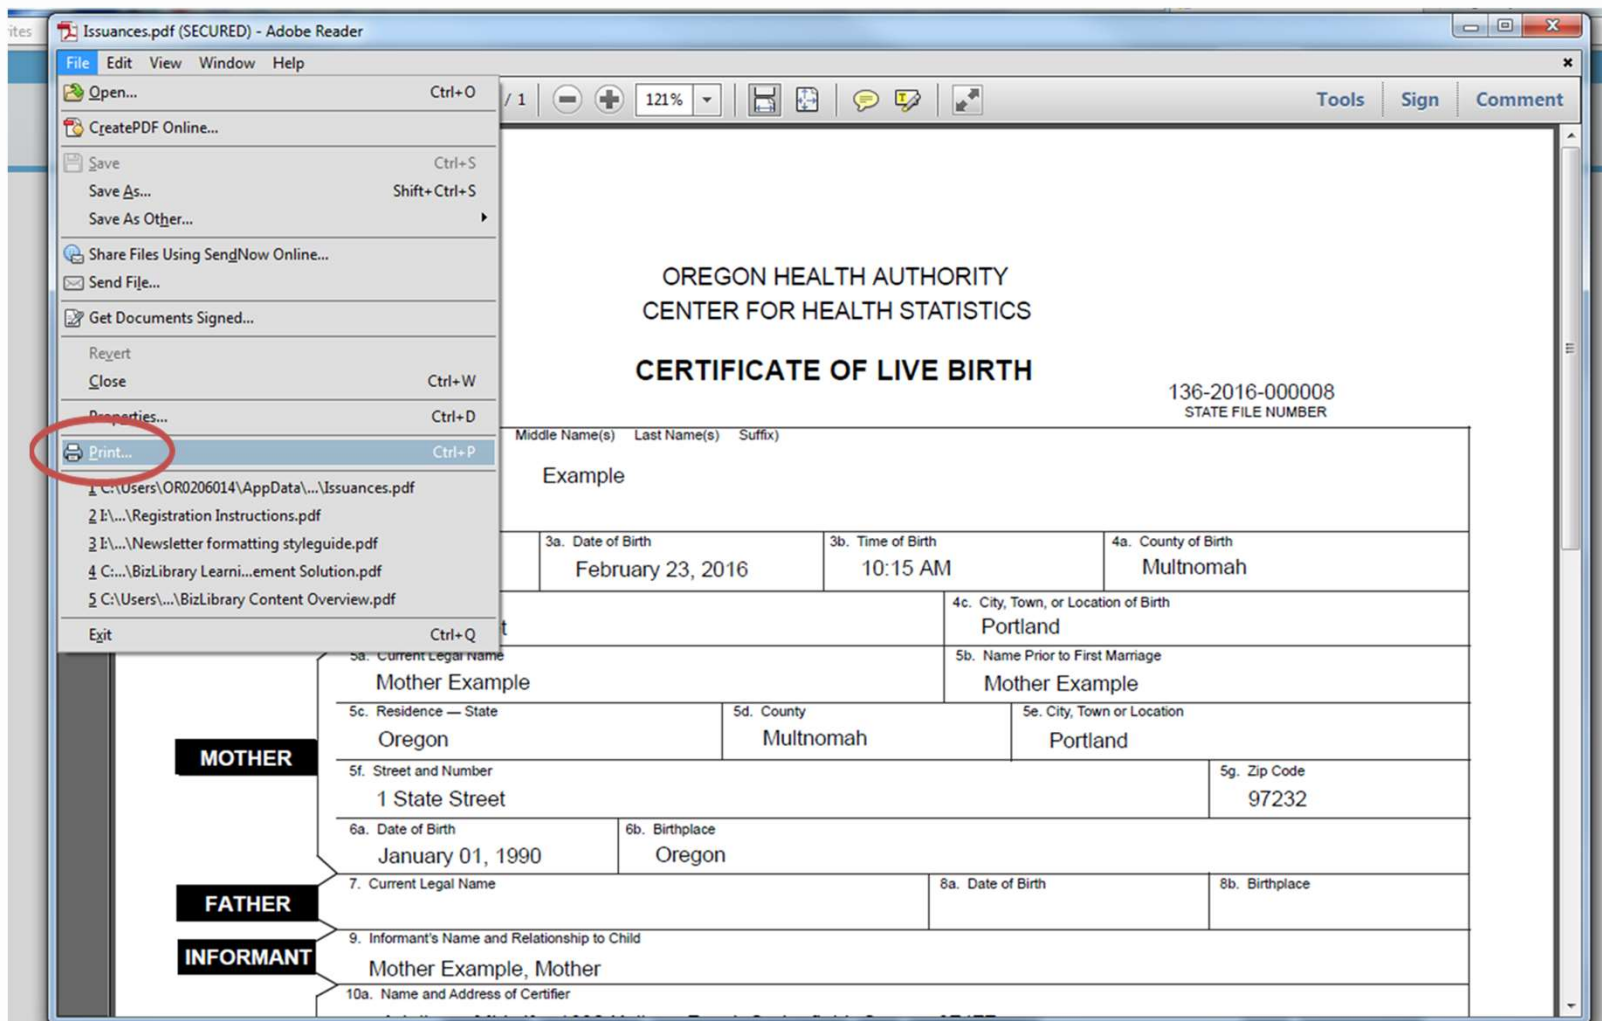 ites
Issuances.pdf (SECURED) - Adobe Reader
File Edit View Window Help
/ 1 121% Tools Sign Comment
Open... Ctrl+O
CreatePDF Online...
Save Ctrl+S
Save As... Shift+Ctrl+S
Save As Other...
Share Files Using SendNow Online...
Send File...
Get Documents Signed...
Revert
Close Ctrl+W
Properties... Ctrl+D
Print... Ctrl+P
1 C:\Users\OR0206014\AppData\...\Issuances.pdf
2 I:\...\Registration Instructions.pdf
3 I:\...\Newsletter formatting styleguide.pdf
4 C:...\BizLibrary Learni...ement Solution.pdf
5 C:\Users\...\BizLibrary Content Overview.pdf
Exit Ctrl+Q
OREGON HEALTH AUTHORITY
CENTER FOR HEALTH STATISTICS
CERTIFICATE OF LIVE BIRTH
136-2016-000008
STATE FILE NUMBER
Middle Name(s) Last Name(s) Suffix)
Example
3a. Date of Birth 3b. Time of Birth 4a. County of Birth
February 23, 2016 10:15 AM Multnomah
4c. City, Town, or Location of Birth
t Portland
5a. Current Legal Name 5b. Name Prior to First Marriage
Mother Example Mother Example
5c. Residence — State 5d. County 5e. City, Town or Location
Oregon Multnomah Portland
MOTHER
5f. Street and Number 5g. Zip Code
1 State Street 97232
6a. Date of Birth 6b. Birthplace
January 01, 1990 Oregon
7. Current Legal Name 8a. Date of Birth 8b. Birthplace
FATHER
9. Informant's Name and Relationship to Child
INFORMANT
Mother Example, Mother
10a. Name and Address of Certifier